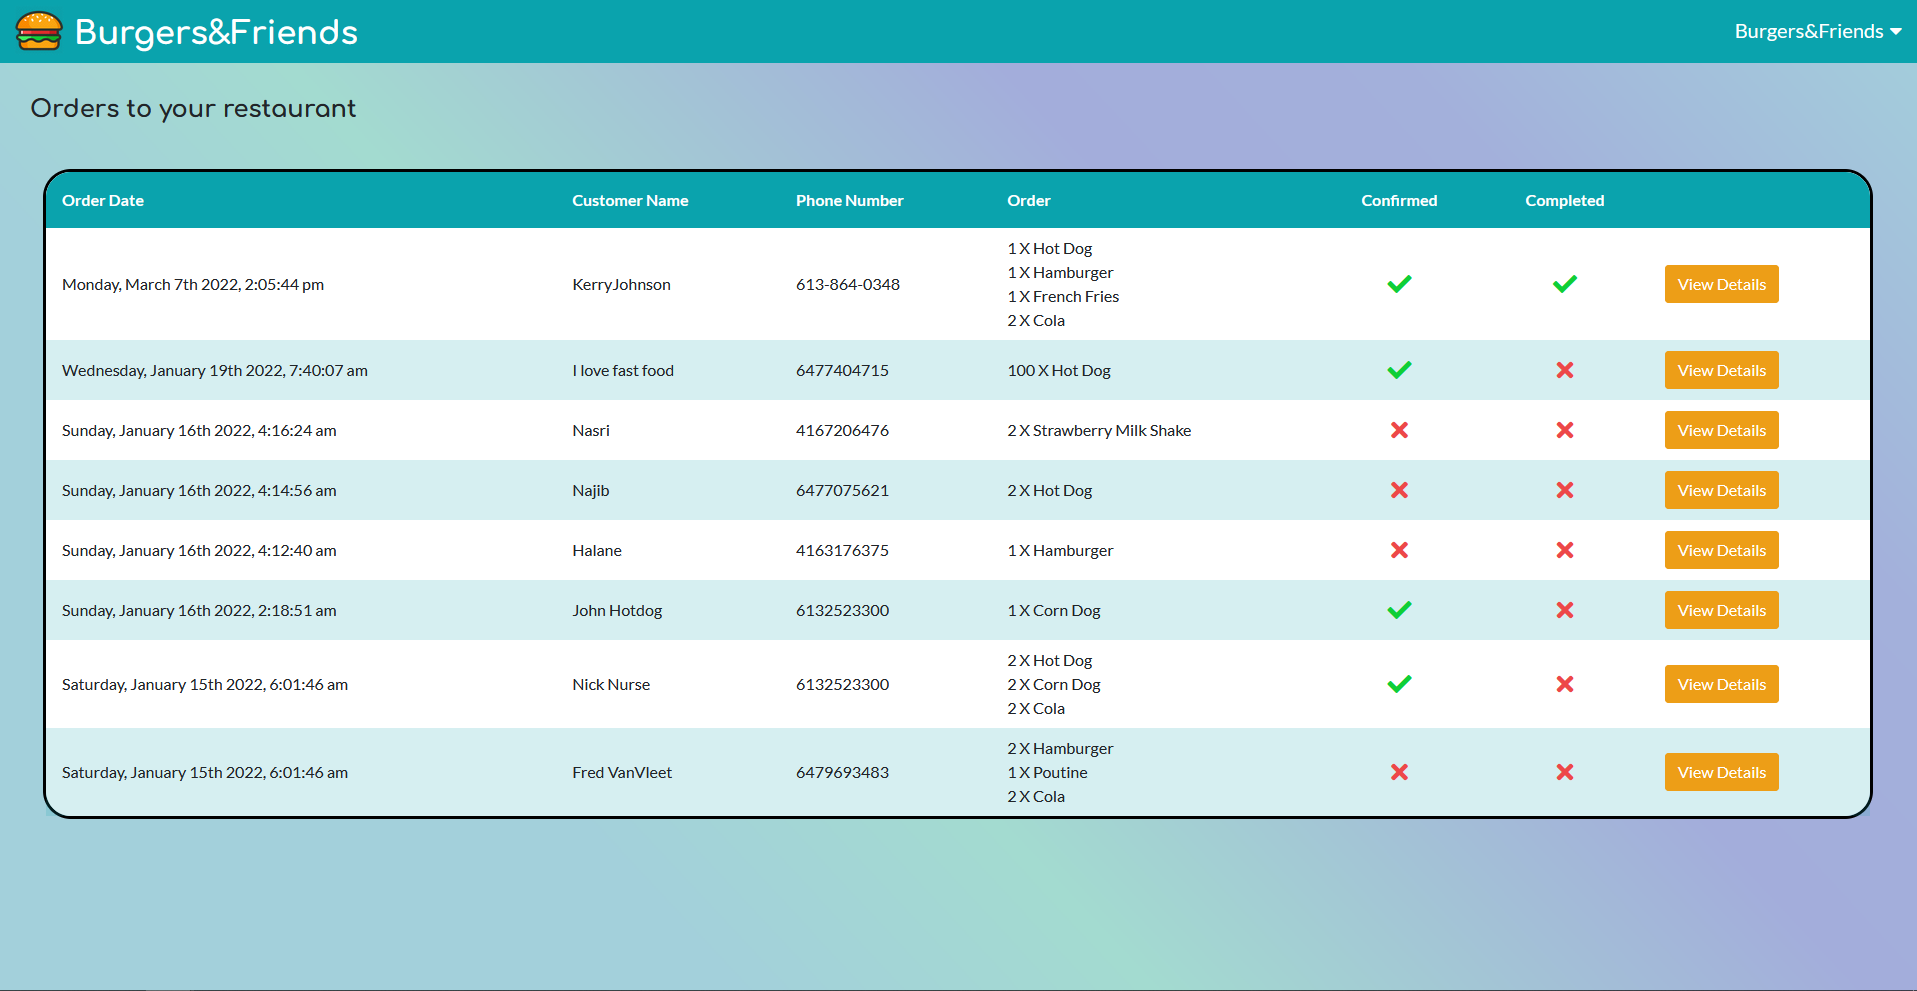 Burgers&Friends
Burgers&Friends
Orders to your restaurant
Order Date Customer Name Phone Number Order Confirmed Completed
Monday, March 7th 2022, 2:05:44 pm KerryJohnson 613-864-0348 1 X Hot Dog
1 X Hamburger
1 X French Fries
2 X Cola
View Details
Wednesday, January 19th 2022, 7:40:07 am I love fast food 6477404715 100 X Hot Dog View Details
Sunday, January 16th 2022, 4:16:24 am Nasri 4167206476 2 X Strawberry Milk Shake View Details
Sunday, January 16th 2022, 4:14:56 am Najib 6477075621 2 X Hot Dog View Details
Sunday, January 16th 2022, 4:12:40 am Halane 4163176375 1 X Hamburger View Details
Sunday, January 16th 2022, 2:18:51 am John Hotdog 6132523300 1 X Corn Dog View Details
Saturday, January 15th 2022, 6:01:46 am Nick Nurse 6132523300 2 X Hot Dog
2 X Corn Dog
2 X Cola
View Details
Saturday, January 15th 2022, 6:01:46 am Fred VanVleet 6479693483 2 X Hamburger
1 X Poutine
2 X Cola
View Details